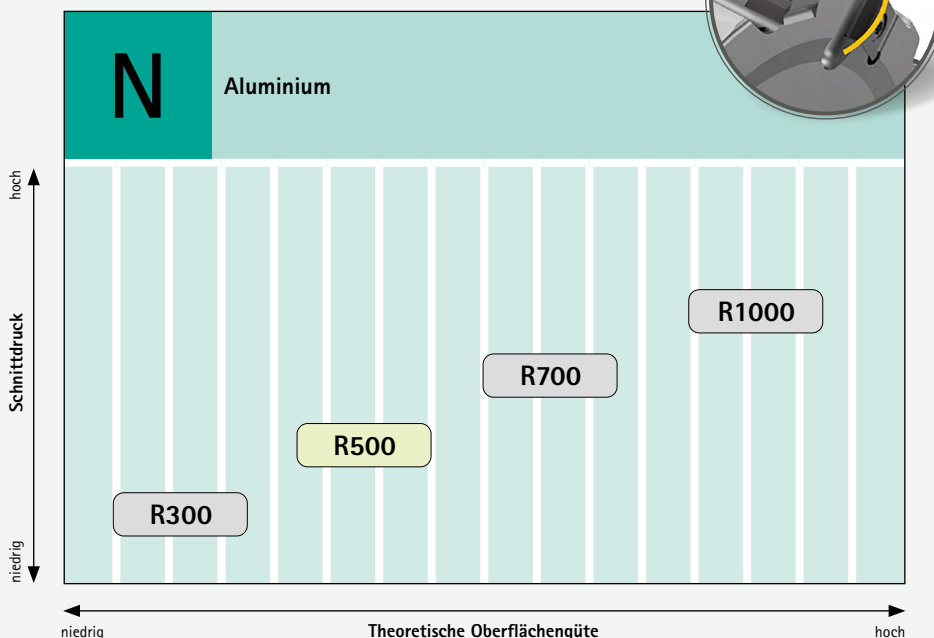 N
Aluminium
hoch
Schnittdruck
niedrig
R1000
R700
R500
R300
niedrig
Theoretische Oberflächengüte
hoch